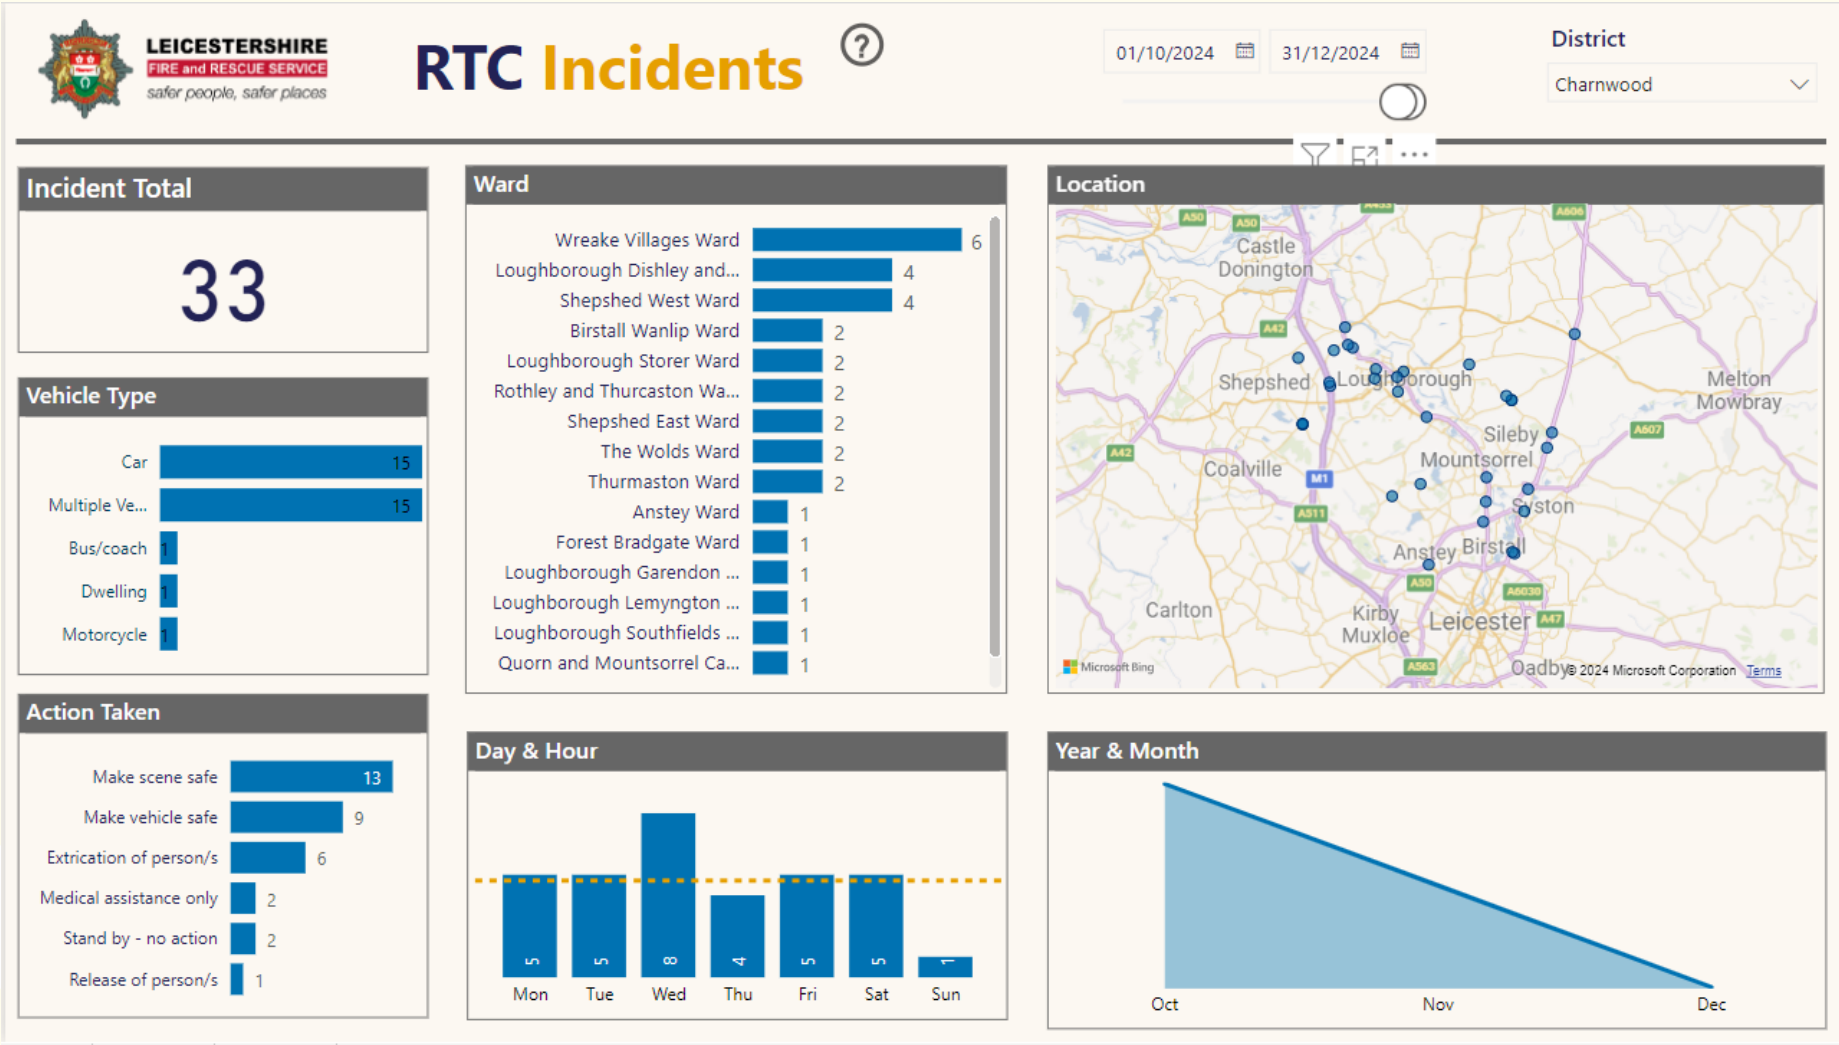 LEICESTERSHIRE
FIRE and RESCUE SERVICE
safer people, safer places
RTC Incidents
?
01/10/2024
31/12/2024
District
Charnwood
Incident Total
33
Vehicle Type
Car 15
Multiple Ve... 15
Bus/coach 1
Dwelling 1
Motorcycle 1
Action Taken
Make scene safe 13
Make vehicle safe 9
Extrication of person/s 6
Medical assistance only 2
Stand by - no action 2
Release of person/s 1
Ward
Wreake Villages Ward 6
Loughborough Dishley and... 4
Shepshed West Ward 4
Birstall Wanlip Ward 2
Loughborough Storer Ward 2
Rothley and Thurcaston Wa... 2
Shepshed East Ward 2
The Wolds Ward 2
Thurmaston Ward 2
Anstey Ward 1
Forest Bradgate Ward 1
Loughborough Garendon ... 1
Loughborough Lemyngton ... 1
Loughborough Southfields ... 1
Quorn and Mountsorrel Ca... 1
Day & Hour
5 5 8 4 5 5 1
Mon Tue Wed Thu Fri Sat Sun
Location
A453
A50
A50
A606
Castle
Donington
A42
Shepshed
Loughborough
Melton
Mowbray
A607
Sileby
A42
Coalville
Mountsorrel
M1
A511
Syston
Anstey
Birstall
A50
A6030
Carlton
Kirby
Muxloe
Leicester
A47
A563
Oadby
Microsoft Bing
© 2024 Microsoft Corporation Terms
Year & Month
Oct Nov Dec